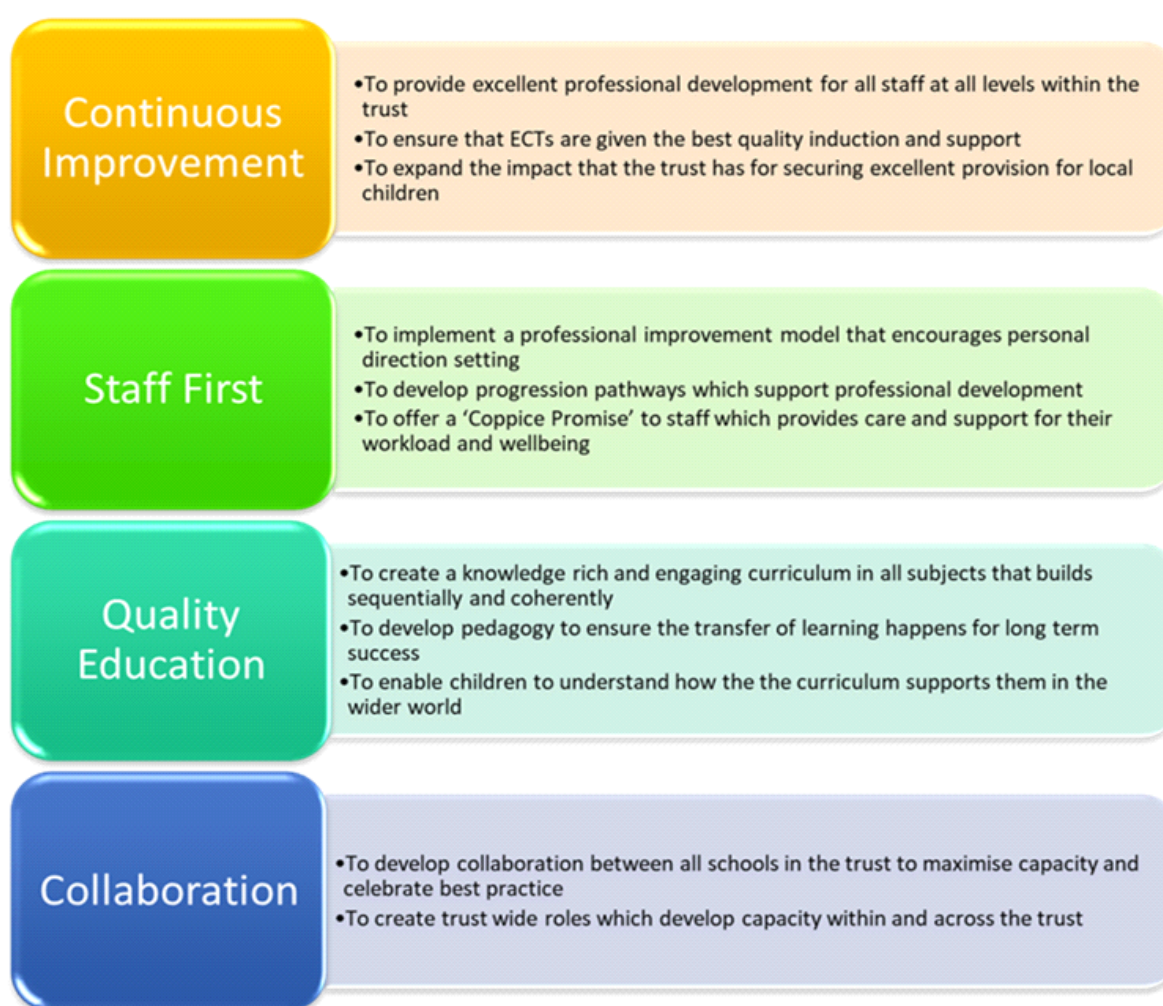 Continuous
Improvement
•To provide excellent professional development for all staff at all levels within the
trust
•To ensure that ECTs are given the best quality induction and support
•To expand the impact that the trust has for securing excellent provision for local
children
Staff First
•To implement a professional improvement model that encourages personal
direction setting
•To develop progression pathways which support professional development
•To offer a ‘Coppice Promise’ to staff which provides care and support for their
workload and wellbeing
Quality
Education
•To create a knowledge rich and engaging curriculum in all subjects that builds
sequentially and coherently
•To develop pedagogy to ensure the transfer of learning happens for long term
success
•To enable children to understand how the the curriculum supports them in the
wider world
Collaboration
•To develop collaboration between all schools in the trust to maximise capacity and
celebrate best practice
•To create trust wide roles which develop capacity within and across the trust